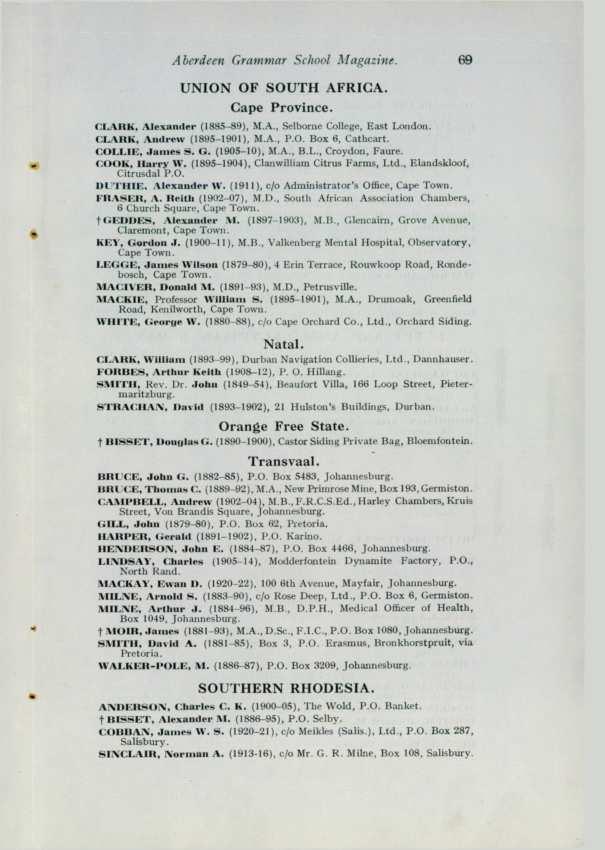 Aberdeen Grammar School Magazine. 69
UNION OF SOUTH AFRICA.
Cape Province.
CLARK, Alexander (1885–89), M.A., Selborne College, East London.
CLARK, Andrew (1895–1901), M.A., P.O. Box 6, Cathcart.
COLLIE, James S. G. (1905–10), M.A., B.L., Croydon, Faure.
COOK, Harry W. (1895–1904), Clanwilliam Citrus Farms, Ltd., Elandskloof,
Citrusdal P.O.
DUTHIE, Alexander W. (1911), c/o Administrator's Office, Cape Town.
FRASER, A. Reith (1902–07), M.D., South African Association Chambers,
6 Church Square, Cape Town.
† GEDDES, Alexander M. (1897–1903), M.B., Glencairn, Grove Avenue,
Claremont, Cape Town.
KEY, Gordon J. (1900–11), M.B., Valkenberg Mental Hospital, Observatory,
Cape Town.
LEGGE, James Wilson (1879–80), 4 Erin Terrace, Rouwkoop Road, Ronde-
bosch, Cape Town.
MACIVER, Donald M. (1891–93), M.D., Petrusville.
MACKIE, Professor William S. (1895–1901), M.A., Drumoak, Greenfield
Road, Kenilworth, Cape Town.
WHITE, George W. (1880–88), c/o Cape Orchard Co., Ltd., Orchard Siding.
Natal.
CLARK, William (1893–99), Durban Navigation Collieries, Ltd., Dannhauser.
FORBES, Arthur Keith (1908–12), P. O. Hillang.
SMITH, Rev. Dr. John (1849–54), Beaufort Villa, 166 Loop Street, Pieter-
maritzburg.
STRACHAN, David (1893–1902), 21 Hulston's Buildings, Durban.
Orange Free State.
† BISSET, Douglas G. (1890–1900), Castor Siding Private Bag, Bloemfontein.
Transvaal.
BRUCE, John G. (1882–85), P.O. Box 5483, Johannesburg.
BRUCE, Thomas C. (1889–92), M.A., New Primrose Mine, Box 193, Germiston.
CAMPBELL, Andrew (1902–04), M.B., F.R.C.S.Ed., Harley Chambers, Kruis
Street, Von Brandis Square, Johannesburg.
GILL, John (1879–80), P.O. Box 62, Pretoria.
HARPER, Gerald (1891–1902), P.O. Karino.
HENDERSON, John E. (1884–87), P.O. Box 4466, Johannesburg.
LINDSAY, Charles (1905–14), Modderfontein Dynamite Factory, P.O.,
North Rand.
MACKAY, Ewan D. (1920–22), 100 6th Avenue, Mayfair, Johannesburg.
MILNE, Arnold S. (1883–90), c/o Rose Deep, Ltd., P.O. Box 6, Germiston.
MILNE, Arthur J. (1884–96), M.B., D.P.H., Medical Officer of Health,
Box 1049, Johannesburg.
† MOIR, James (1881–93), M.A., D.Sc., F.I.C., P.O. Box 1080, Johannesburg.
SMITH, David A. (1881–85), Box 3, P.O. Erasmus, Bronkhorstpruit, via
Pretoria.
WALKER-POLE, M. (1886–87), P.O. Box 3209, Johannesburg.
SOUTHERN RHODESIA.
ANDERSON, Charles C. K. (1900–05), The Wold, P.O. Banket.
† BISSET, Alexander M. (1886–95), P.O. Selby.
COBBAN, James W. S. (1920–21), c/o Meikles (Salis.), Ltd., P.O. Box 287,
Salisbury.
SINCLAIR, Norman A. (1913-16), c/o Mr. G. R. Milne, Box 108, Salisbury.